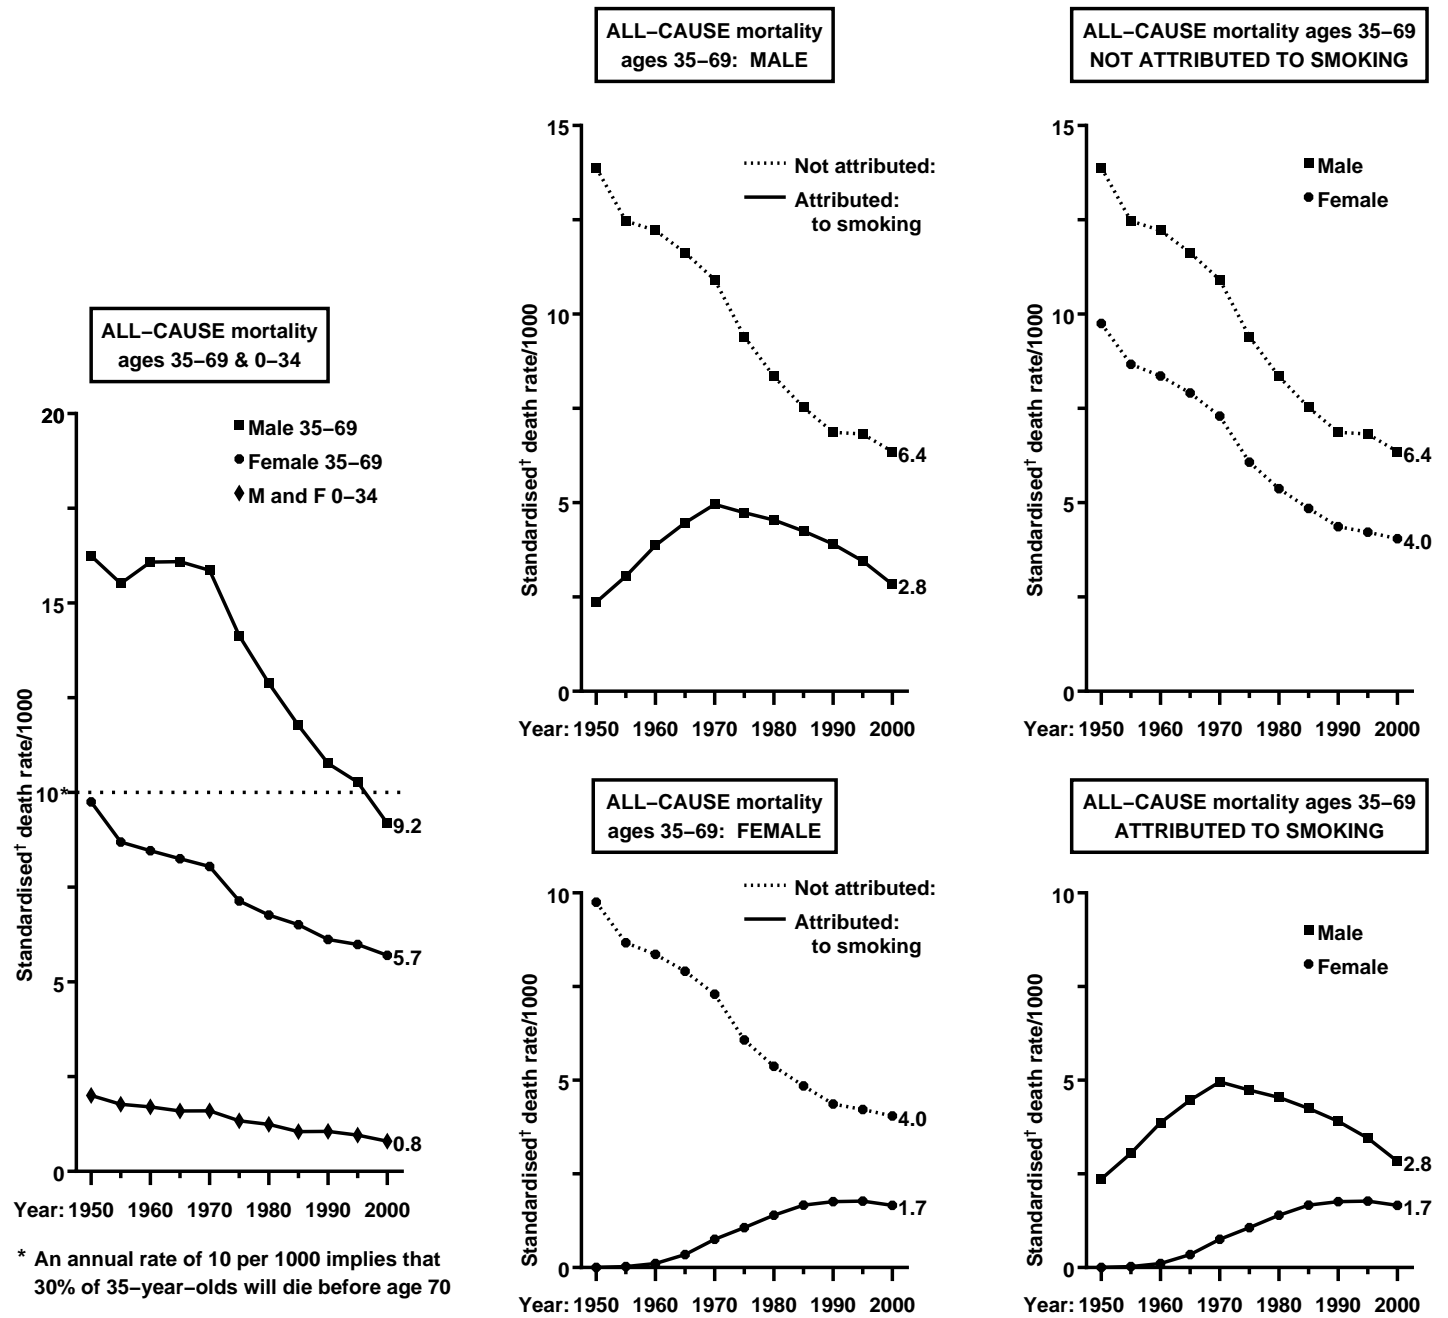 ALL−CAUSE mortality
ages 35−69 & 0−34
20
15
10*
5
0
Standardised† death rate/1000
Male 35−69
Female 35−69
M and F 0−34
9.2
5.7
0.8
Year: 1950 1960 1970 1980 1990 2000
* An annual rate of 10 per 1000 implies that
30% of 35−year−olds will die before age 70
ALL−CAUSE mortality
ages 35−69: MALE
15
10
5
0
Standardised† death rate/1000
Not attributed:
Attributed:
to smoking
6.4
2.8
Year: 1950 1960 1970 1980 1990 2000
ALL−CAUSE mortality ages 35−69
NOT ATTRIBUTED TO SMOKING
15
10
5
0
Standardised† death rate/1000
Male
Female
6.4
4.0
Year: 1950 1960 1970 1980 1990 2000
ALL−CAUSE mortality
ages 35−69: FEMALE
10
5
0
Standardised† death rate/1000
Not attributed:
Attributed:
to smoking
4.0
1.7
Year: 1950 1960 1970 1980 1990 2000
ALL−CAUSE mortality ages 35−69
ATTRIBUTED TO SMOKING
10
5
0
Standardised† death rate/1000
Male
Female
2.8
1.7
Year: 1950 1960 1970 1980 1990 2000